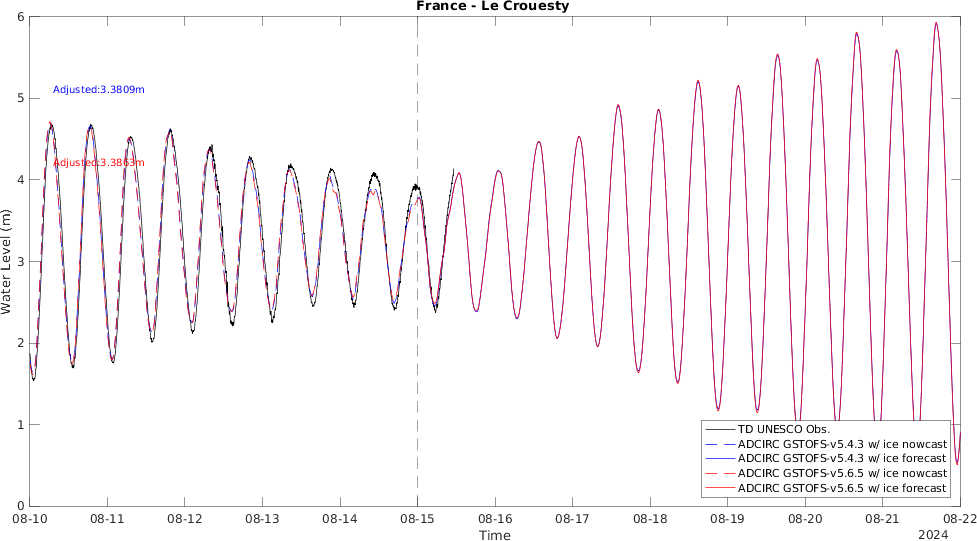 France - Le Crouesty
6
5
4
3
2
1
0
Water Level (m)
Adjusted:3.3809m
Adjusted:3.3863m
TD UNESCO Obs.
ADCIRC GSTOFS-v5.4.3 w/ ice nowcast
ADCIRC GSTOFS-v5.4.3 w/ ice forecast
ADCIRC GSTOFS-v5.6.5 w/ ice nowcast
ADCIRC GSTOFS-v5.6.5 w/ ice forecast
08-10 08-11 08-12 08-13 08-14 08-15 08-16 08-17 08-18 08-19 08-20 08-21 08-22
Time
2024